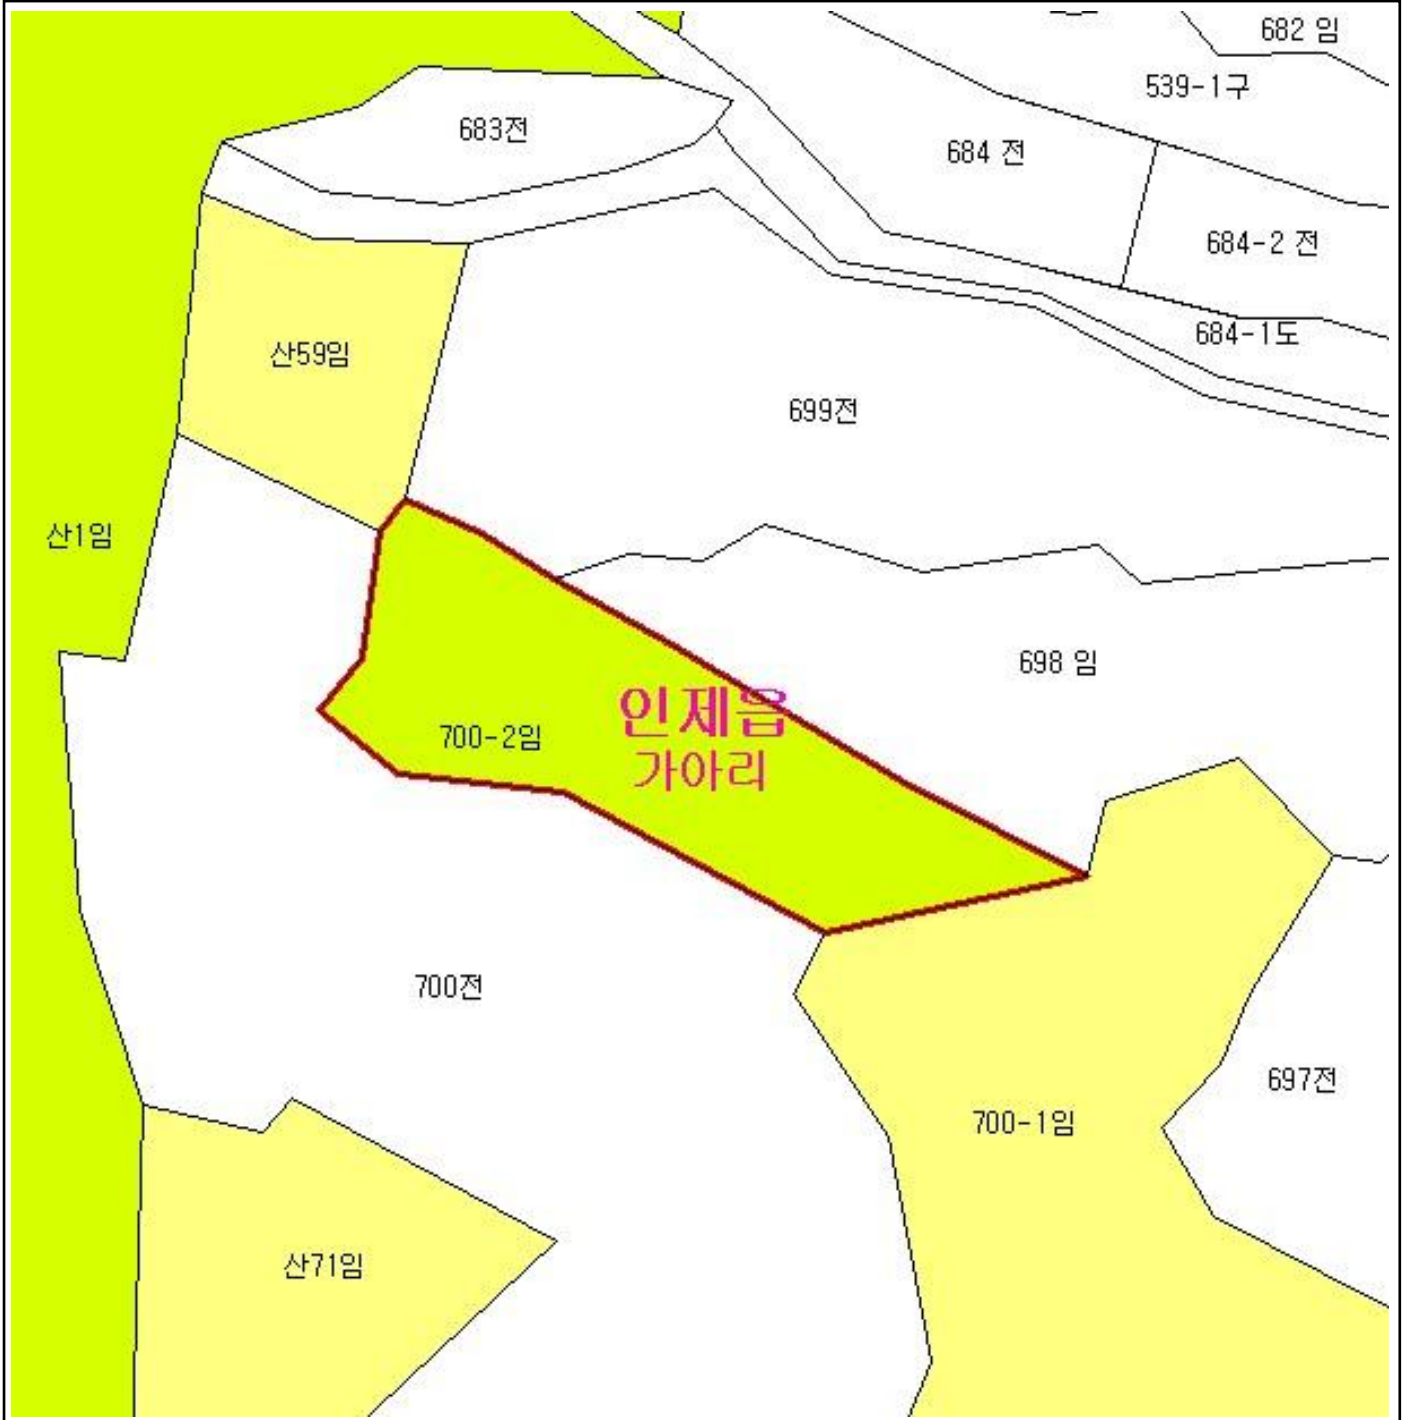 682 임
539-1구
683전
684 전
684-2 전
684-1도
산59임
699전
산1임
698 임
인제읍
가아리
700-2임
700전
697전
700-1임
산71임